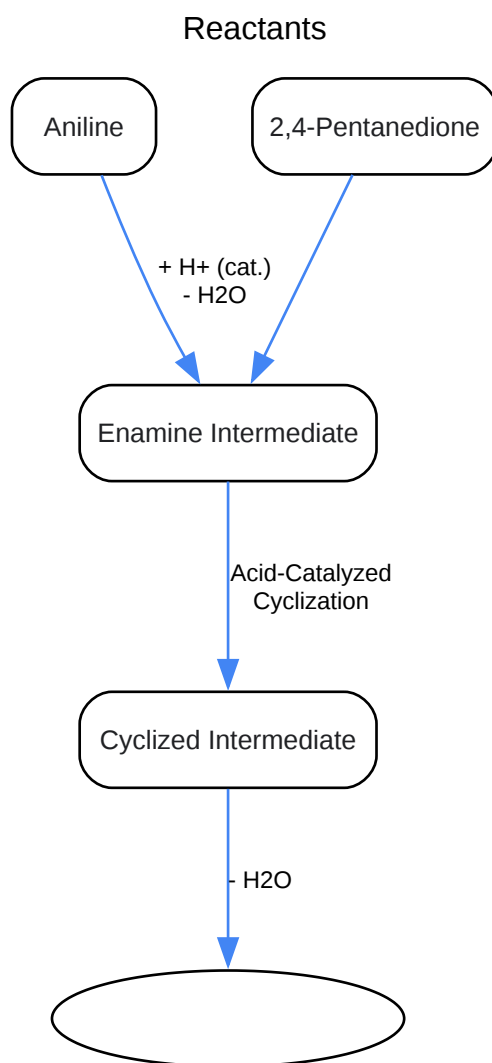 Reactants
Aniline
2,4-Pentanedione
+ H+ (cat.)
- H2O
Enamine Intermediate
Acid-Catalyzed
Cyclization
Cyclized Intermediate
- H2O